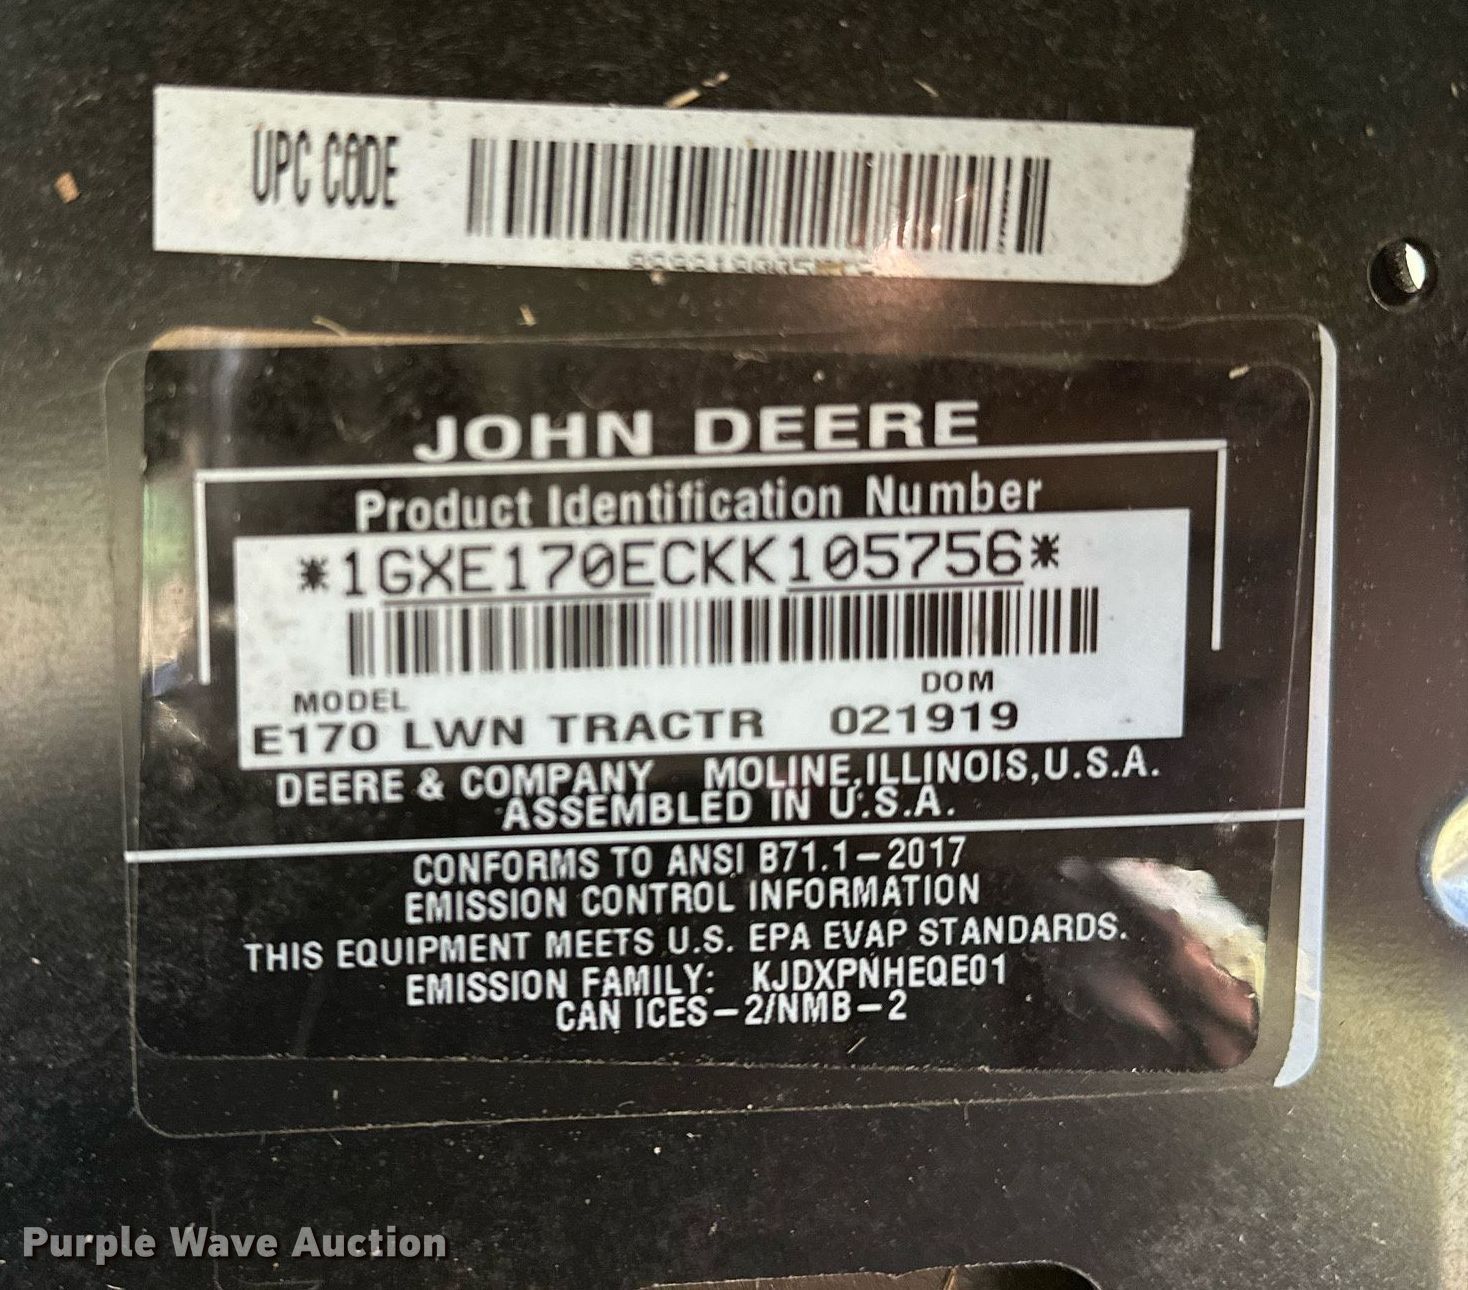 UPC CODE
JOHN DEERE
Product Identification Number
*1GXE170ECKK105756*
MODEL
DOM
E170 LWN TRACTR 021919
DEERE & COMPANY MOLINE,ILLINOIS,U.S.A.
ASSEMBLED IN U.S.A.
CONFORMS TO ANSI B71.1-2017
EMISSION CONTROL INFORMATION
THIS EQUIPMENT MEETS U.S. EPA EVAP STANDARDS.
EMISSION FAMILY: KJDXPNHEQE01
CAN ICES-2/NMB-2
Purple Wave Auction